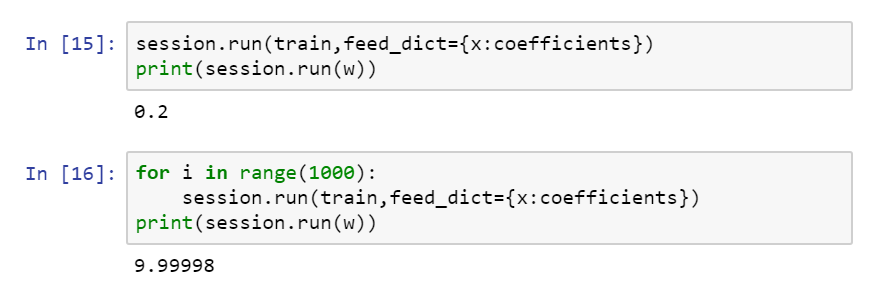 In [15]: session.run(train,feed_dict={x:coefficients})
print(session.run(w))
0.2
In [16]: for i in range(1000):
    session.run(train,feed_dict={x:coefficients})
print(session.run(w))
9.99998